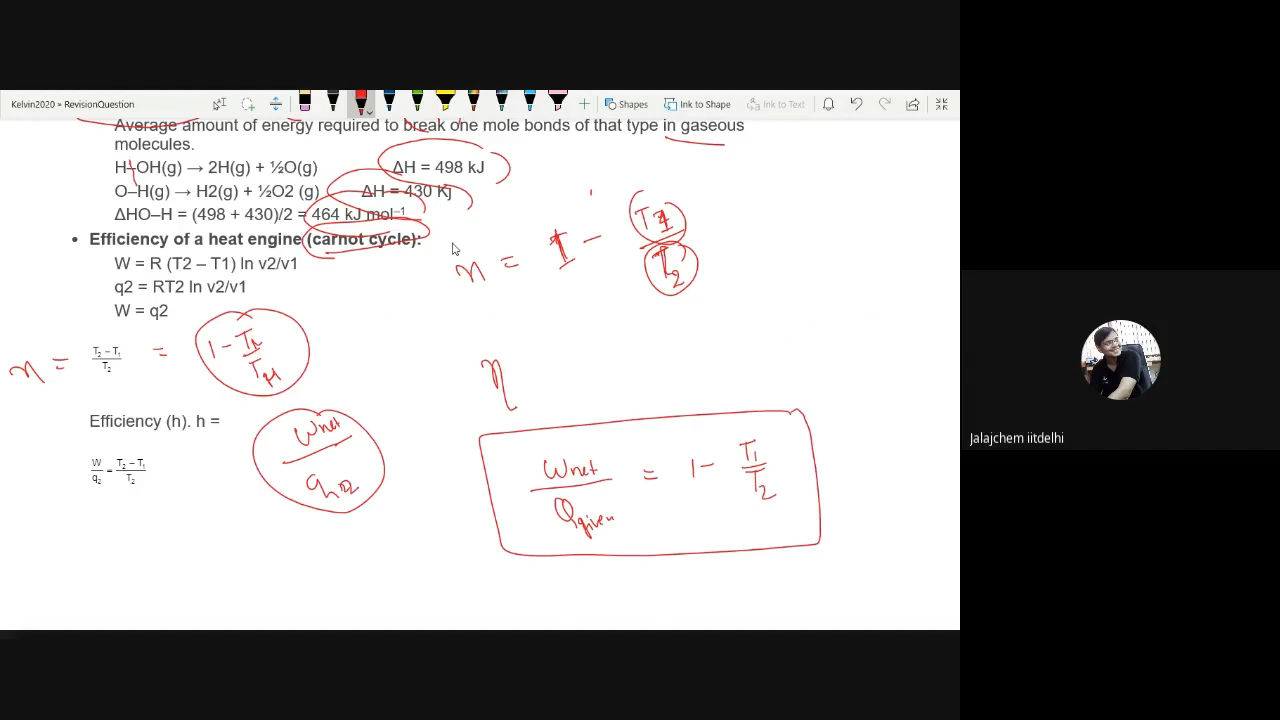 Kelvin2020 » RevisionQuestion
Shapes
Ink to Shape
Ink to Text
Average amount of energy required to break one mole bonds of that type in gaseous
molecules.
H–OH(g) → 2H(g) + ½O(g) ΔH = 498 kJ
O–H(g) → H2(g) + ½O2 (g) ΔH = 430 Kj
ΔHO–H = (498 + 430)/2 = 464 kJ mol⁻¹
• Efficiency of a heat engine (carnot cycle):
W = R (T2 – T1) ln v2/v1
q2 = RT2 ln v2/v1
W = q2
η = 1 – T1/T2
η = T₂ – T₁/T₂ = 1 – /TH
η
Efficiency (h). h = Wnet/
W/q₂ = T₂ – T₁/T₂
Wnet/Qgiven = 1 – T1/T2
Jalajchem iitdelhi